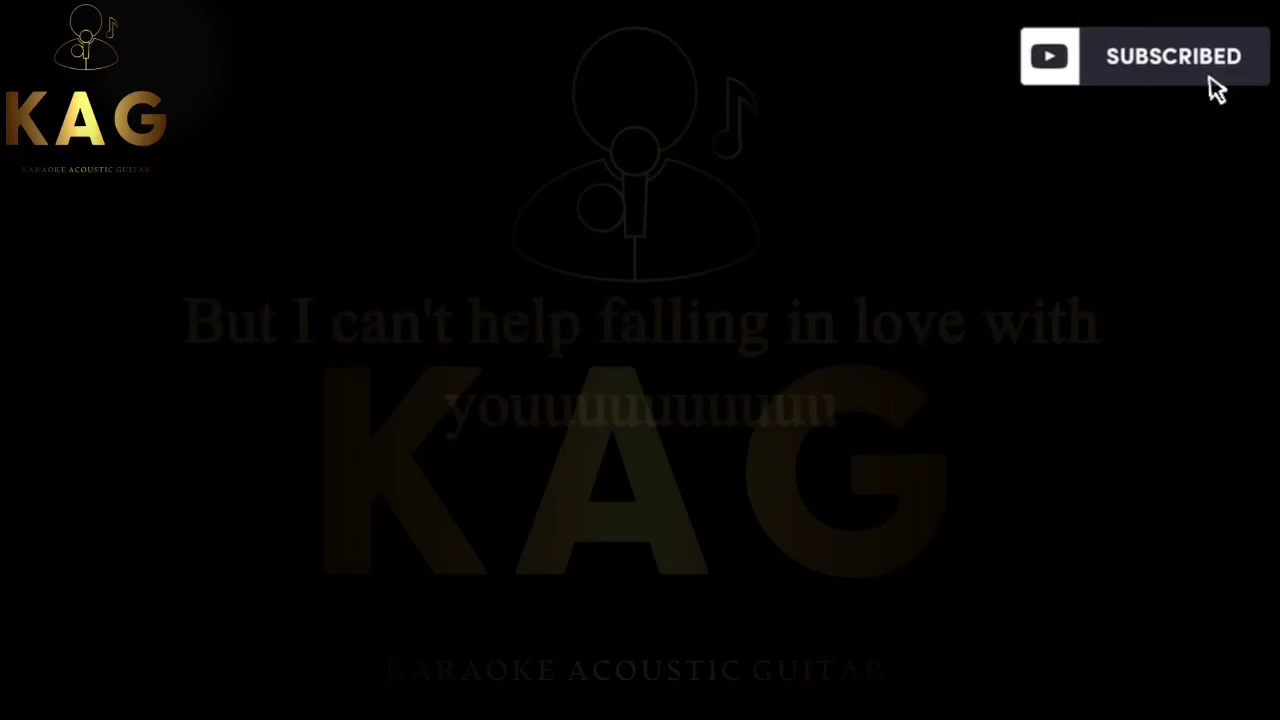 KAG
KARAOKE ACOUSTIC GUITAR
SUBSCRIBED
But I can't help falling in love with
youuuuuuuuuu
KAG
KARAOKE ACOUSTIC GUITAR